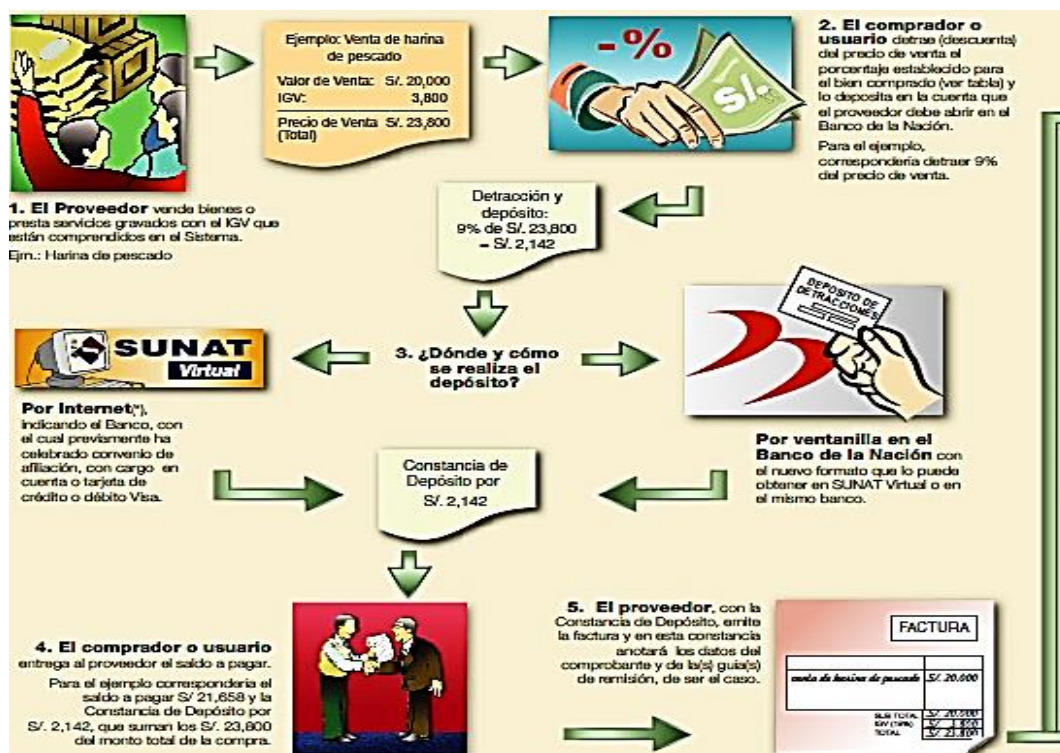 Ejemplo: Venta de harina
de pescado
Valor de Venta: S/. 20,000
IGV: 3,800
Precio de Venta S/. 23,800
(Total)
- %
S/.
2. El comprador o
usuario detrae (descuenta)
del precio de venta el
porcentaje establecido para
el bien comprado (ver tabla) y
lo deposita en la cuenta que
el proveedor debe abrir en el
Banco de la Nación.
Para el ejemplo,
correspondería detraer 9%
del precio de venta.
1. El Proveedor vende bienes o
presta servicios gravados con el IGV que
están comprendidos en el Sistema.
Ejm.: Harina de pescado
Detracción y
depósito:
9% de S/. 23,800
= S/. 2,142
SUNAT
Virtual
3. ¿Dónde y cómo
se realiza el
depósito?
DEPOSITO DE
DETRACCIONES
Por Internet(*),
indicando el Banco, con
el cual previamente ha
celebrado convenio de
afiliación, con cargo en
cuenta o tarjeta de
crédito o débito Visa.
Constancia de
Depósito por
S/. 2,142
Por ventanilla en el
Banco de la Nación con
el nuevo formato que lo puede
obtener en SUNAT Virtual o en
el mismo banco.
4. El comprador o usuario
entrega al proveedor el saldo a pagar.
Para el ejemplo correspondería el
saldo a pagar S/ 21,658 y la
Constancia de Depósito por
S/. 2,142, que suman los S/. 23,800
del monto total de la compra.
5. El proveedor, con la
Constancia de Depósito, emite
la factura y en esta constancia
anotará los datos del
comprobante y de la(s) guía(s)
de remisión, de ser el caso.
FACTURA
venta de harina de pescado S/. 20.000
SUB TOTAL S/. 20.000
IGV (19%) S/. 3.800
TOTAL S/. 23.800